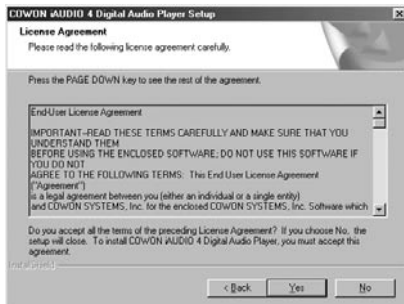 COWON iAUDIO 4 Digital Audio Player Setup
License Agreement
Please read the following license agreement carefully.
Press the PAGE DOWN key to see the rest of the agreement.
End-User License Agreement
IMPORTANT-READ THESE TERMS CAREFULLY AND MAKE SURE THAT YOU
UNDERSTAND THEM
BEFORE USING THE ENCLOSED SOFTWARE; DO NOT USE THIS SOFTWARE IF
YOU DO NOT
AGREE TO THE FOLLOWING TERMS: This End User License Agreement
("Agreement")
is a legal agreement between you (either an individual or a single entity)
and COWON SYSTEMS, Inc. for the enclosed COWON SYSTEMS, Inc. Software which
Do you accept all the terms of the preceding License Agreement? If you choose No, the
setup will close. To install COWON iAUDIO 4 Digital Audio Player, you must accept this
agreement.
InstallShield
< Back Yes No